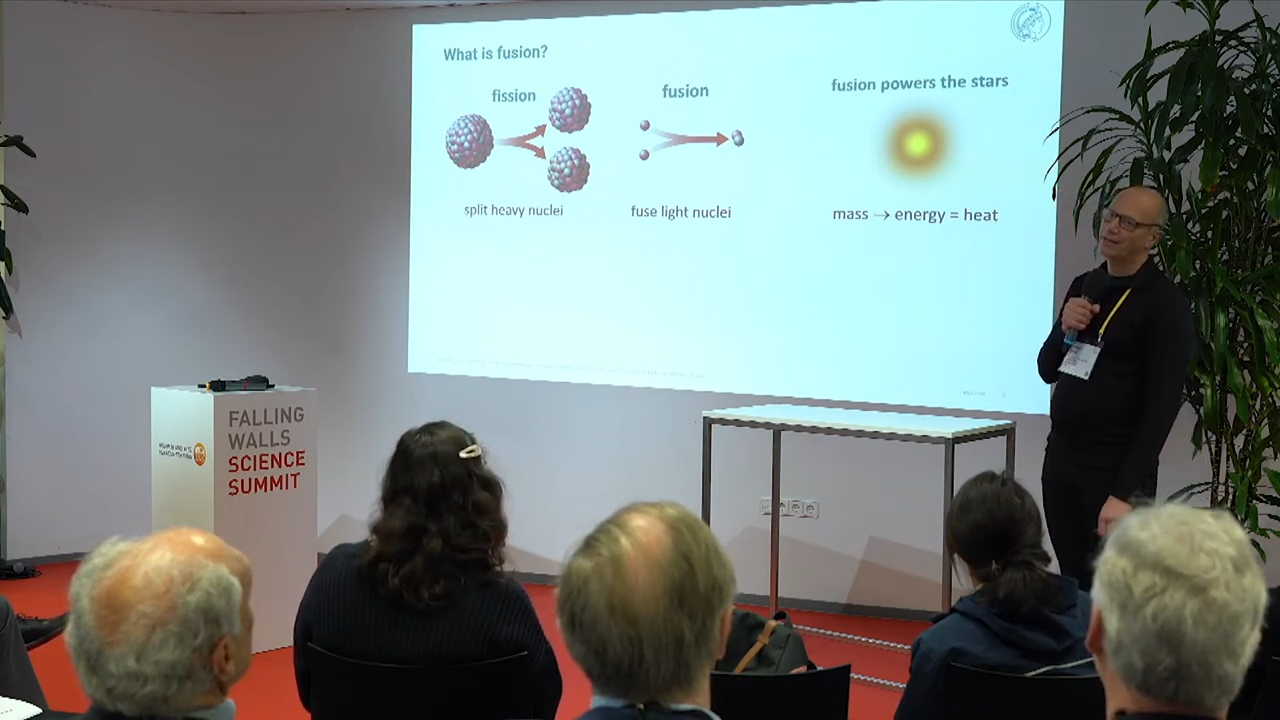 What is fusion?
fission
fusion
fusion powers the stars
split heavy nuclei
fuse light nuclei
mass → energy = heat
FALLING
WALLS
SCIENCE
SUMMIT